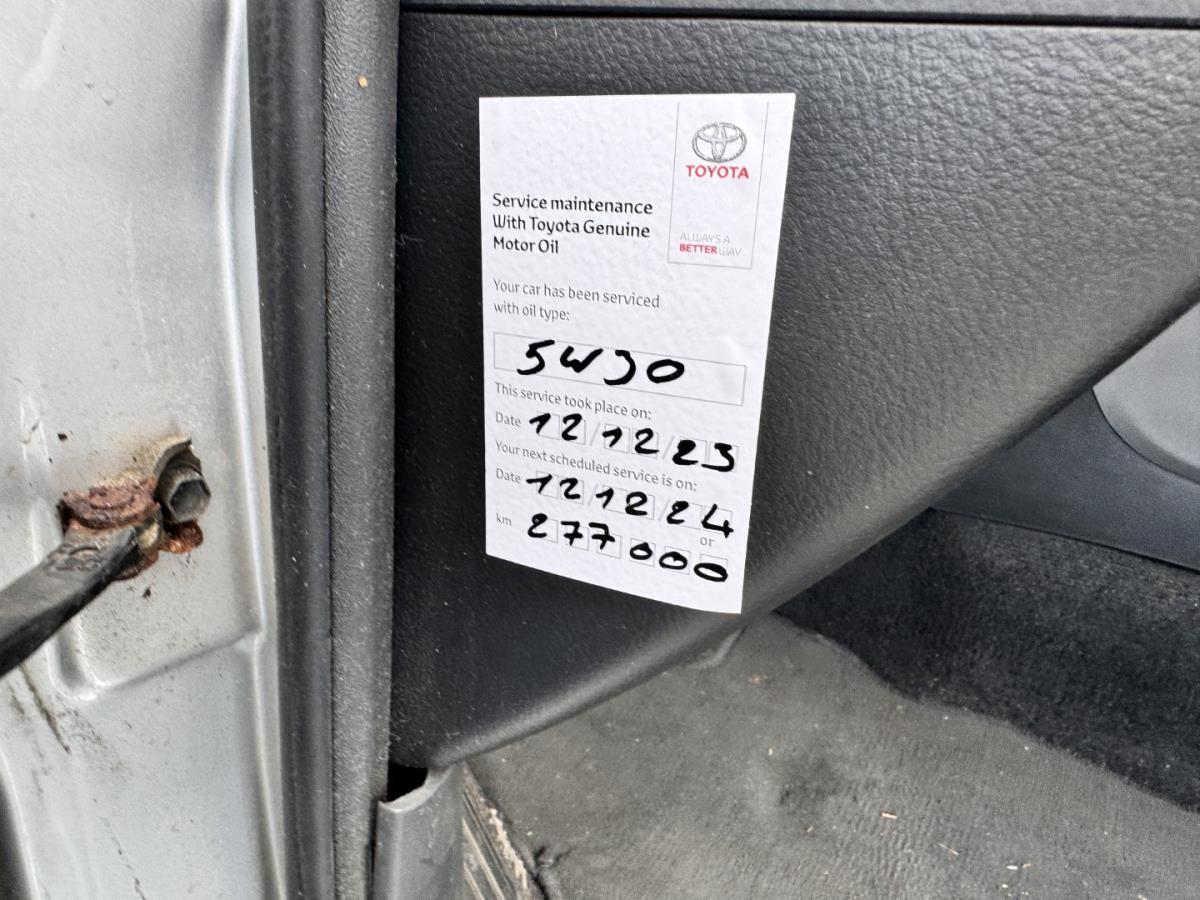 TOYOTA
ALWAYS A
BETTER WAY
Service maintenance
With Toyota Genuine
Motor Oil
Your car has been serviced
with oil type:
5W30
This service took place on:
Date 12/12/23
Your next scheduled service is on:
Date 12/12/24
or
km 277000